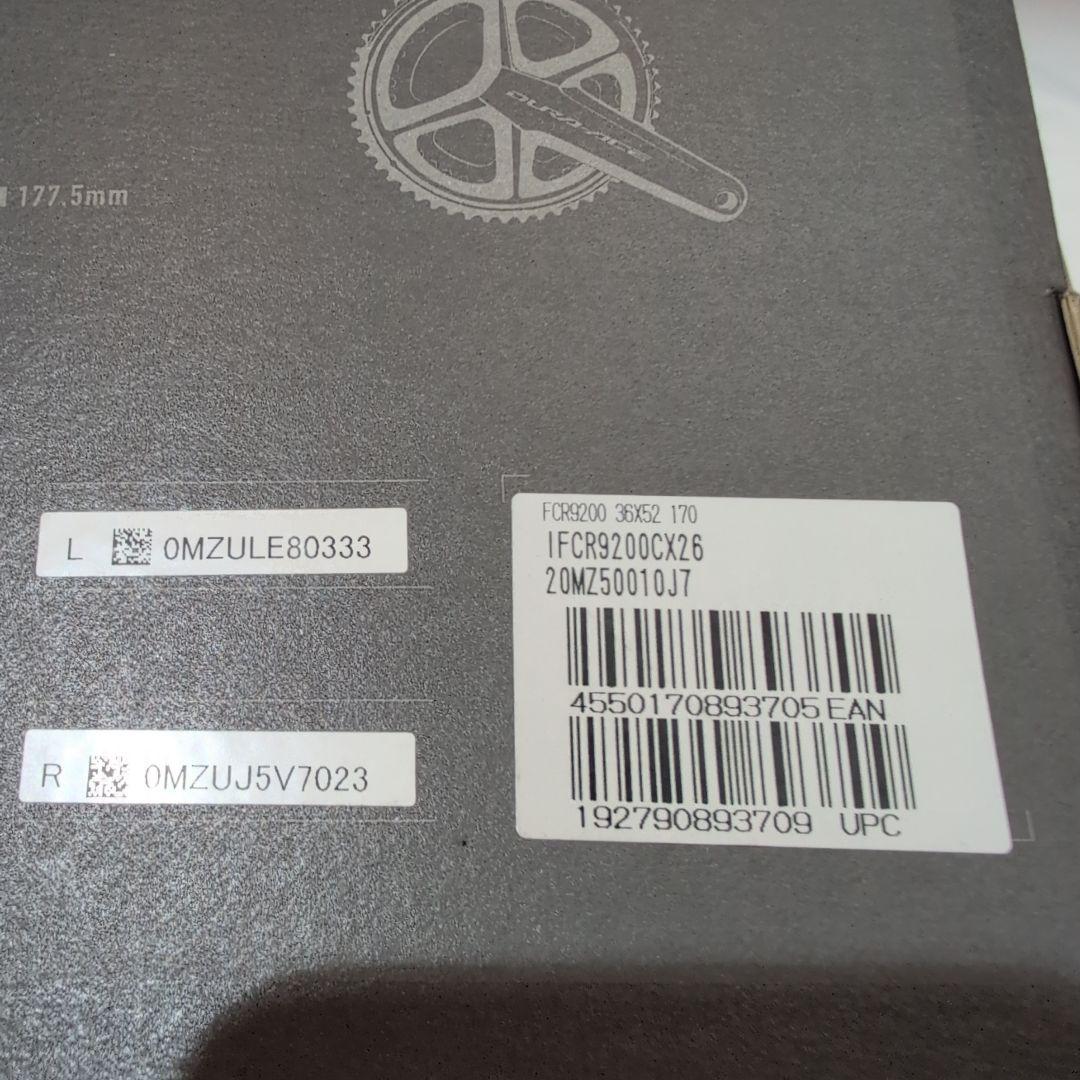 DURA-ACE
177.5mm
L 0MZULE80333
R 0MZUJ5V7023
FCR9200 36X52 170
IFCR9200CX26
20MZ50010J7
4550170893705 EAN
192790893709 UPC